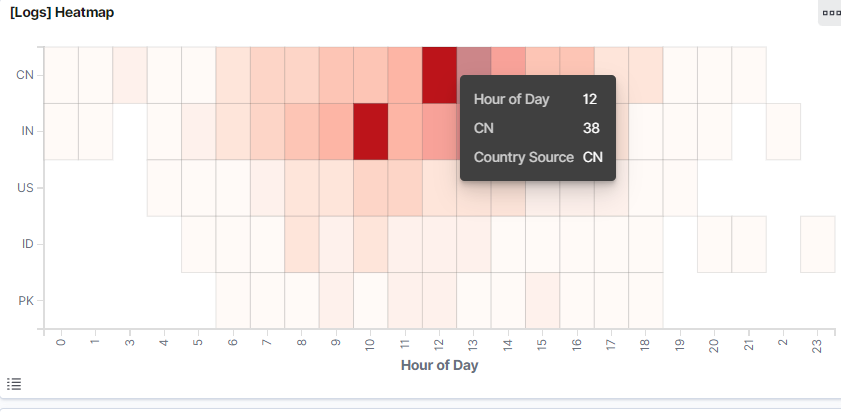 [Logs] Heatmap
CN
IN
US
ID
PK
Hour of Day 12
CN 38
Country Source CN
0 1 3 4 5 6 7 8 9 10 11 12 13 14 15 16 17 18 19 20 21 2 23
Hour of Day